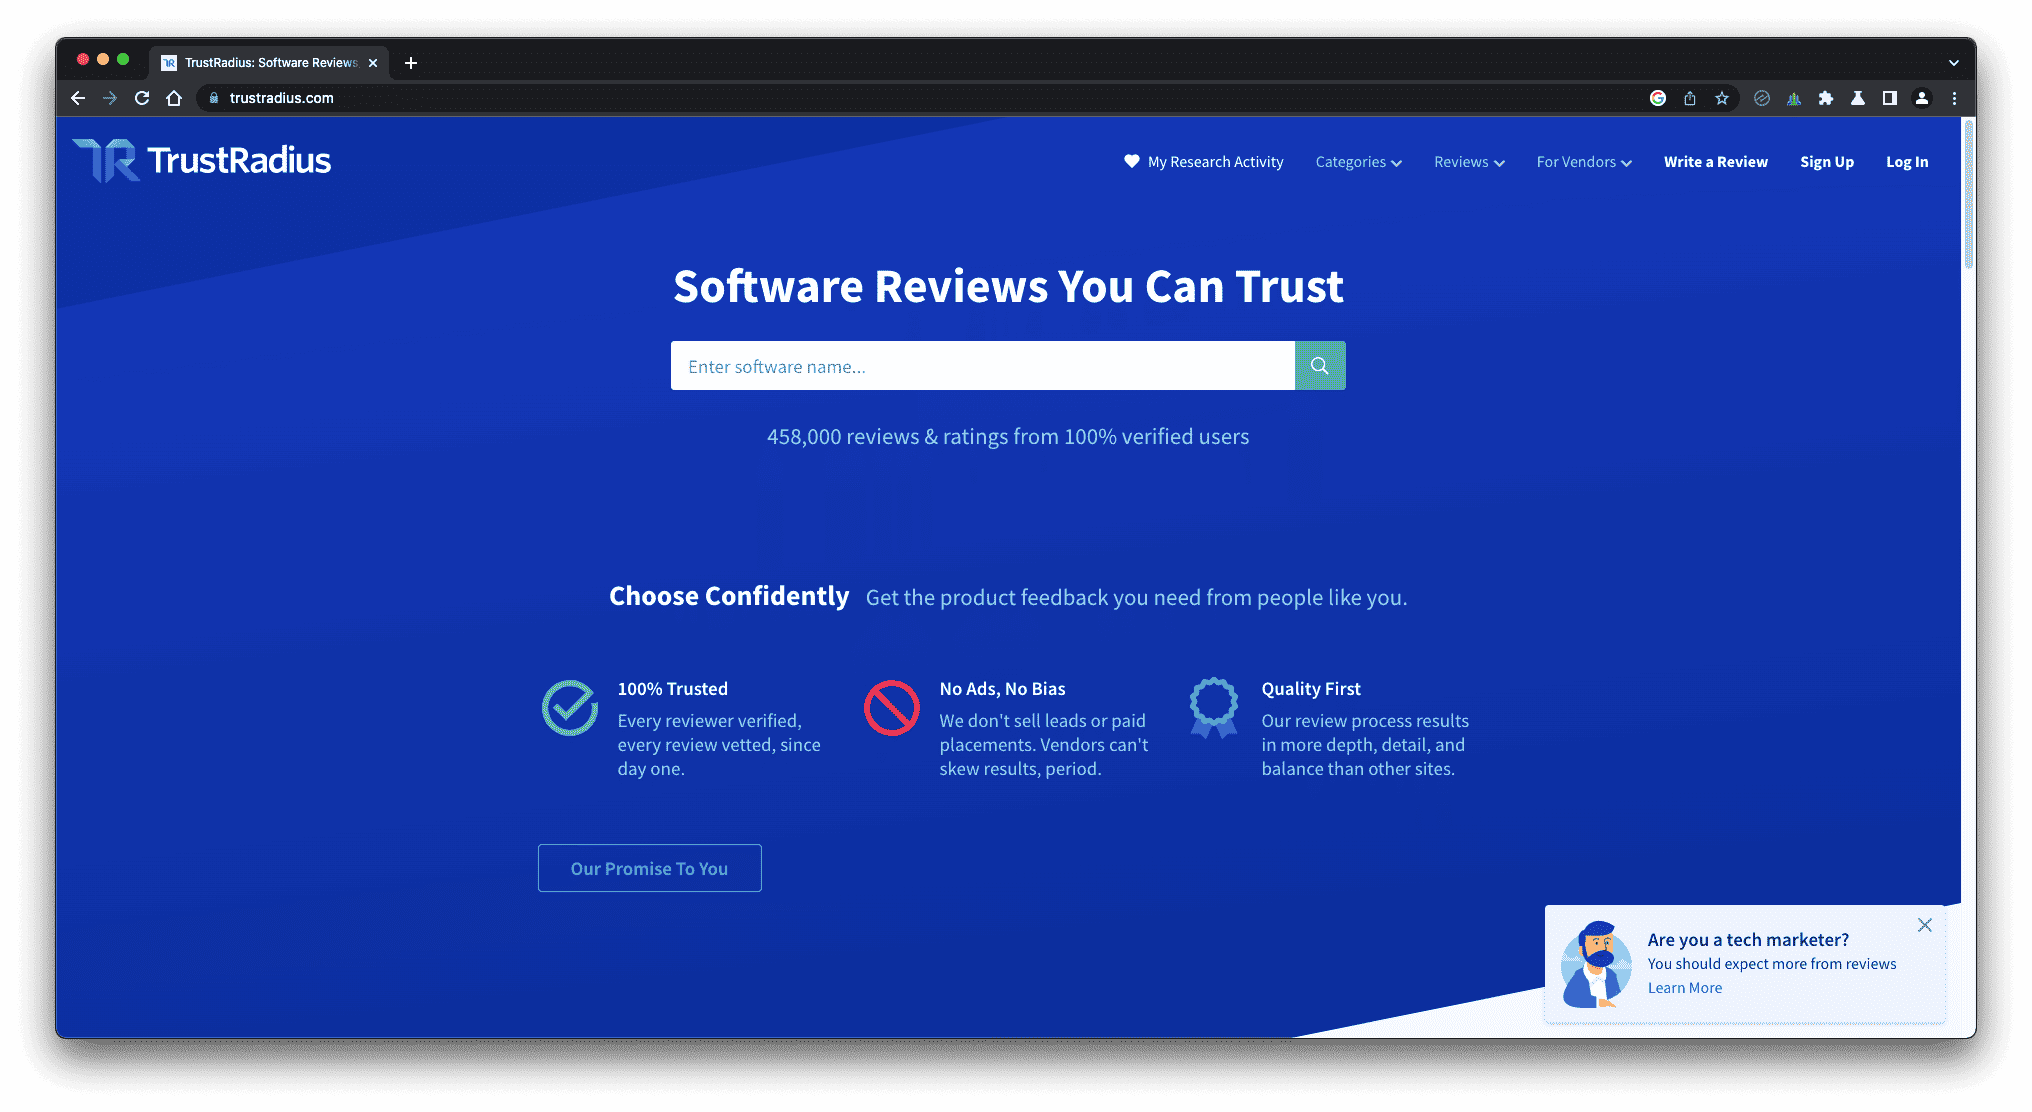 TrustRadius: Software Reviews
trustradius.com
TR TrustRadius
My Research Activity
Categories
Reviews
For Vendors
Write a Review
Sign Up
Log In
Software Reviews You Can Trust
Enter software name...
458,000 reviews & ratings from 100% verified users
Choose Confidently Get the product feedback you need from people like you.
100% Trusted
Every reviewer verified,
every review vetted, since
day one.
No Ads, No Bias
We don't sell leads or paid
placements. Vendors can't
skew results, period.
Quality First
Our review process results
in more depth, detail, and
balance than other sites.
Our Promise To You
Are you a tech marketer?
You should expect more from reviews
Learn More